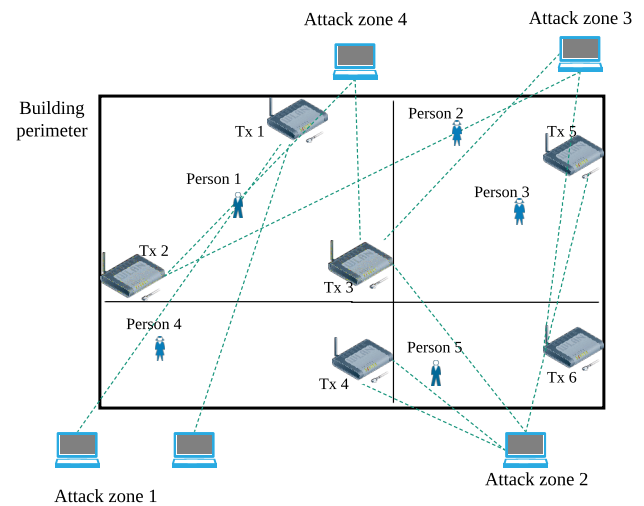 Attack zone 4
Attack zone 3
Building
perimeter
Tx 1
Person 2
Tx 5
Person 1
Person 3
Tx 2
Tx 3
Person 4
Person 5
Tx 4
Tx 6
Attack zone 2
Attack zone 1